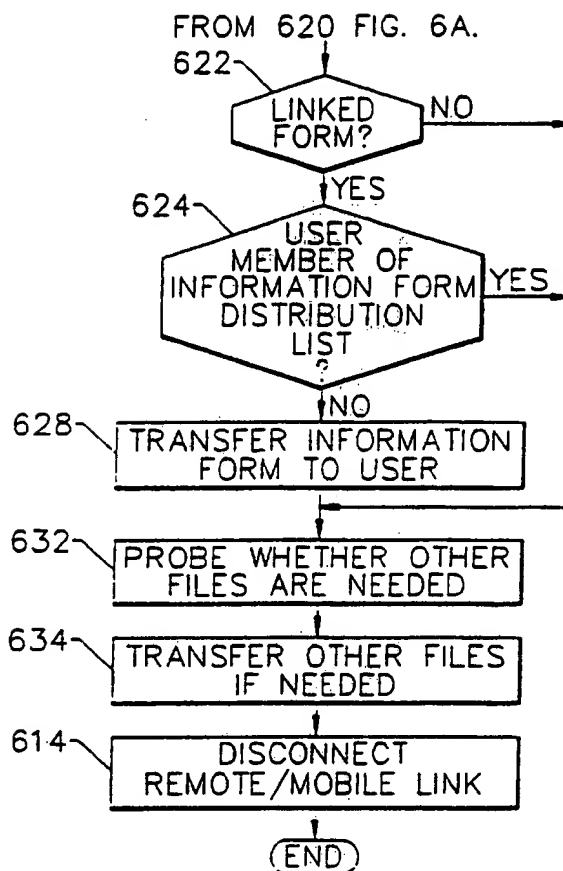 FROM 620 FIG. 6A.
622
LINKED
FORM?
NO
YES
624
USER
MEMBER OF
INFORMATION FORM
DISTRIBUTION
LIST
?
YES
NO
628
TRANSFER INFORMATION
FORM TO USER
632
PROBE WHETHER OTHER
FILES ARE NEEDED
634
TRANSFER OTHER FILES
IF NEEDED
614
DISCONNECT
REMOTE/MOBILE LINK
END